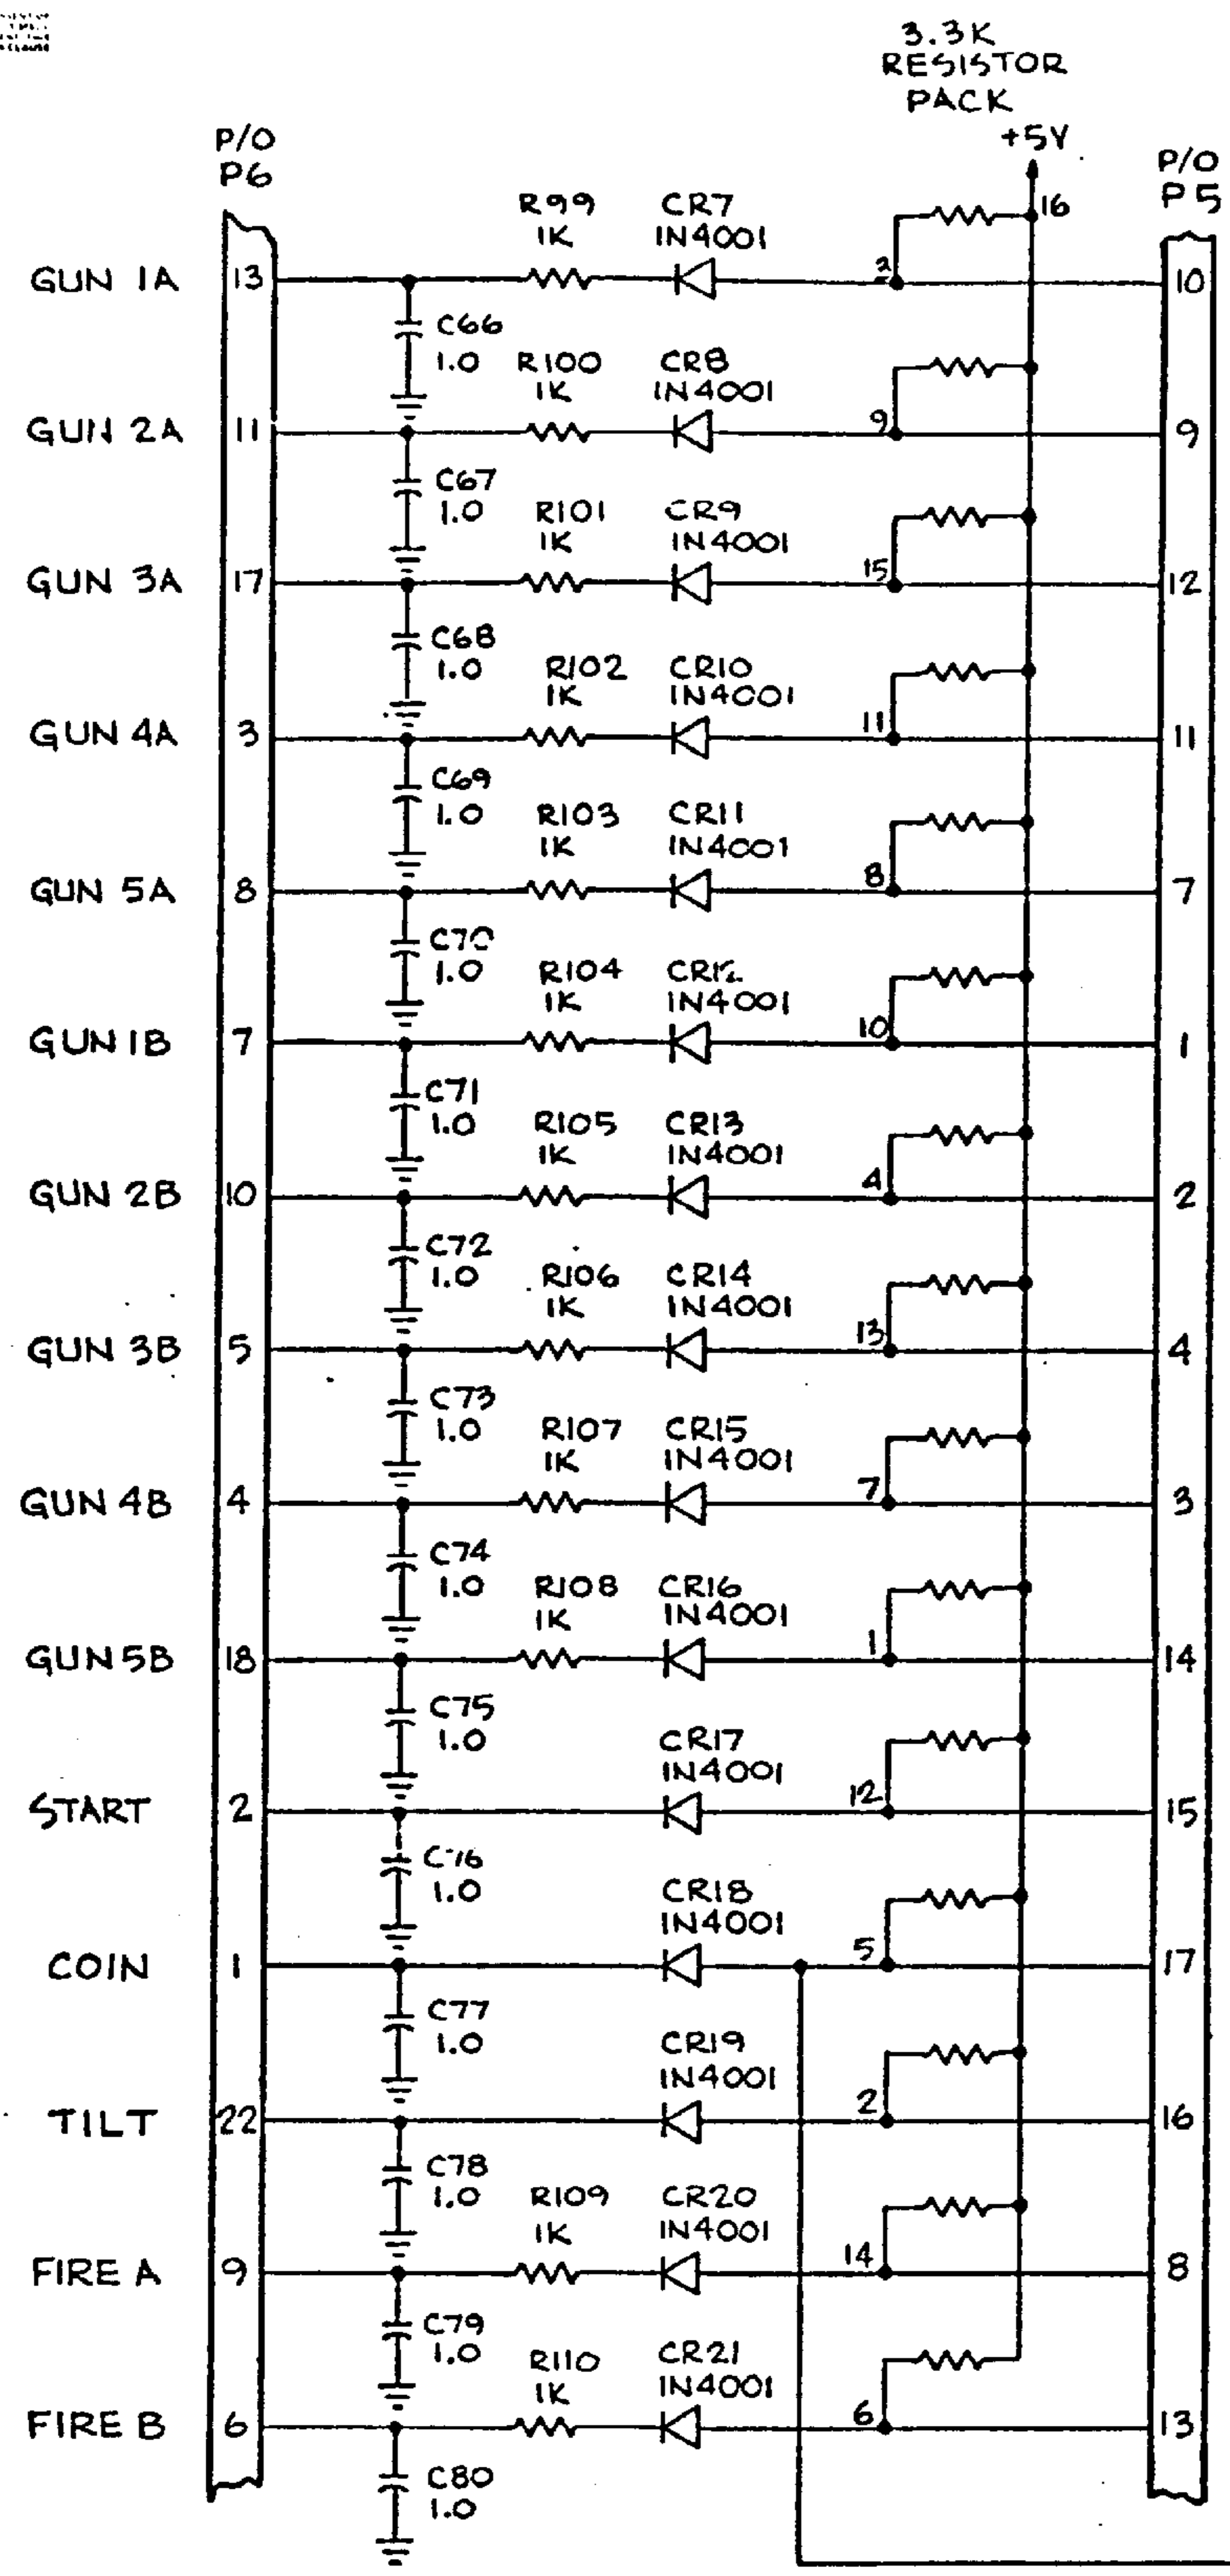 3.3K
RESISTOR
PACK
+5V
P/O
P6
P/O
P5
R99
1K
CR7
1N4001
16
GUN 1A
13
10
C66
1.0
R100
1K
CR8
1N4001
GUN 2A
11
9
9
C67
1.0
R101
1K
CR9
1N4001
GUN 3A
17
15
12
C68
1.0
R102
1K
CR10
1N4001
GUN 4A
3
11
11
C69
1.0
R103
1K
CR11
1N4001
GUN 5A
8
8
7
C70
1.0
R104
1K
CR12
1N4001
GUN 1B
7
10
1
C71
1.0
R105
1K
CR13
1N4001
GUN 2B
10
4
2
C72
1.0
R106
1K
CR14
1N4001
GUN 3B
5
13
4
C73
1.0
R107
1K
CR15
1N4001
GUN 4B
4
7
3
C74
1.0
R108
1K
CR16
1N4001
GUN 5B
18
1
14
C75
1.0
CR17
1N4001
START
2
12
15
C76
1.0
CR18
1N4001
COIN
1
5
17
C77
1.0
CR19
1N4001
TILT
22
2
16
C78
1.0
R109
1K
CR20
1N4001
FIRE A
9
14
8
C79
1.0
R110
1K
CR21
1N4001
FIRE B
6
6
13
C80
1.0